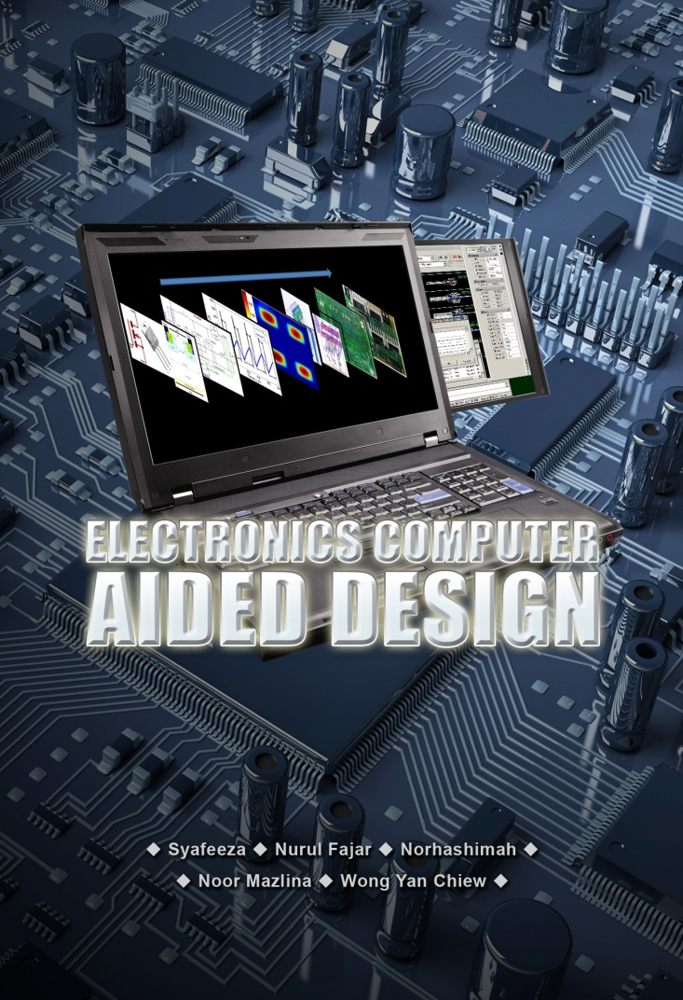 ELECTRONICS COMPUTER
AIDED DESIGN
◆ Syafeeza ◆ Nurul Fajar ◆ Norhashimah ◆
◆ Noor Mazlina ◆ Wong Yan Chiew ◆